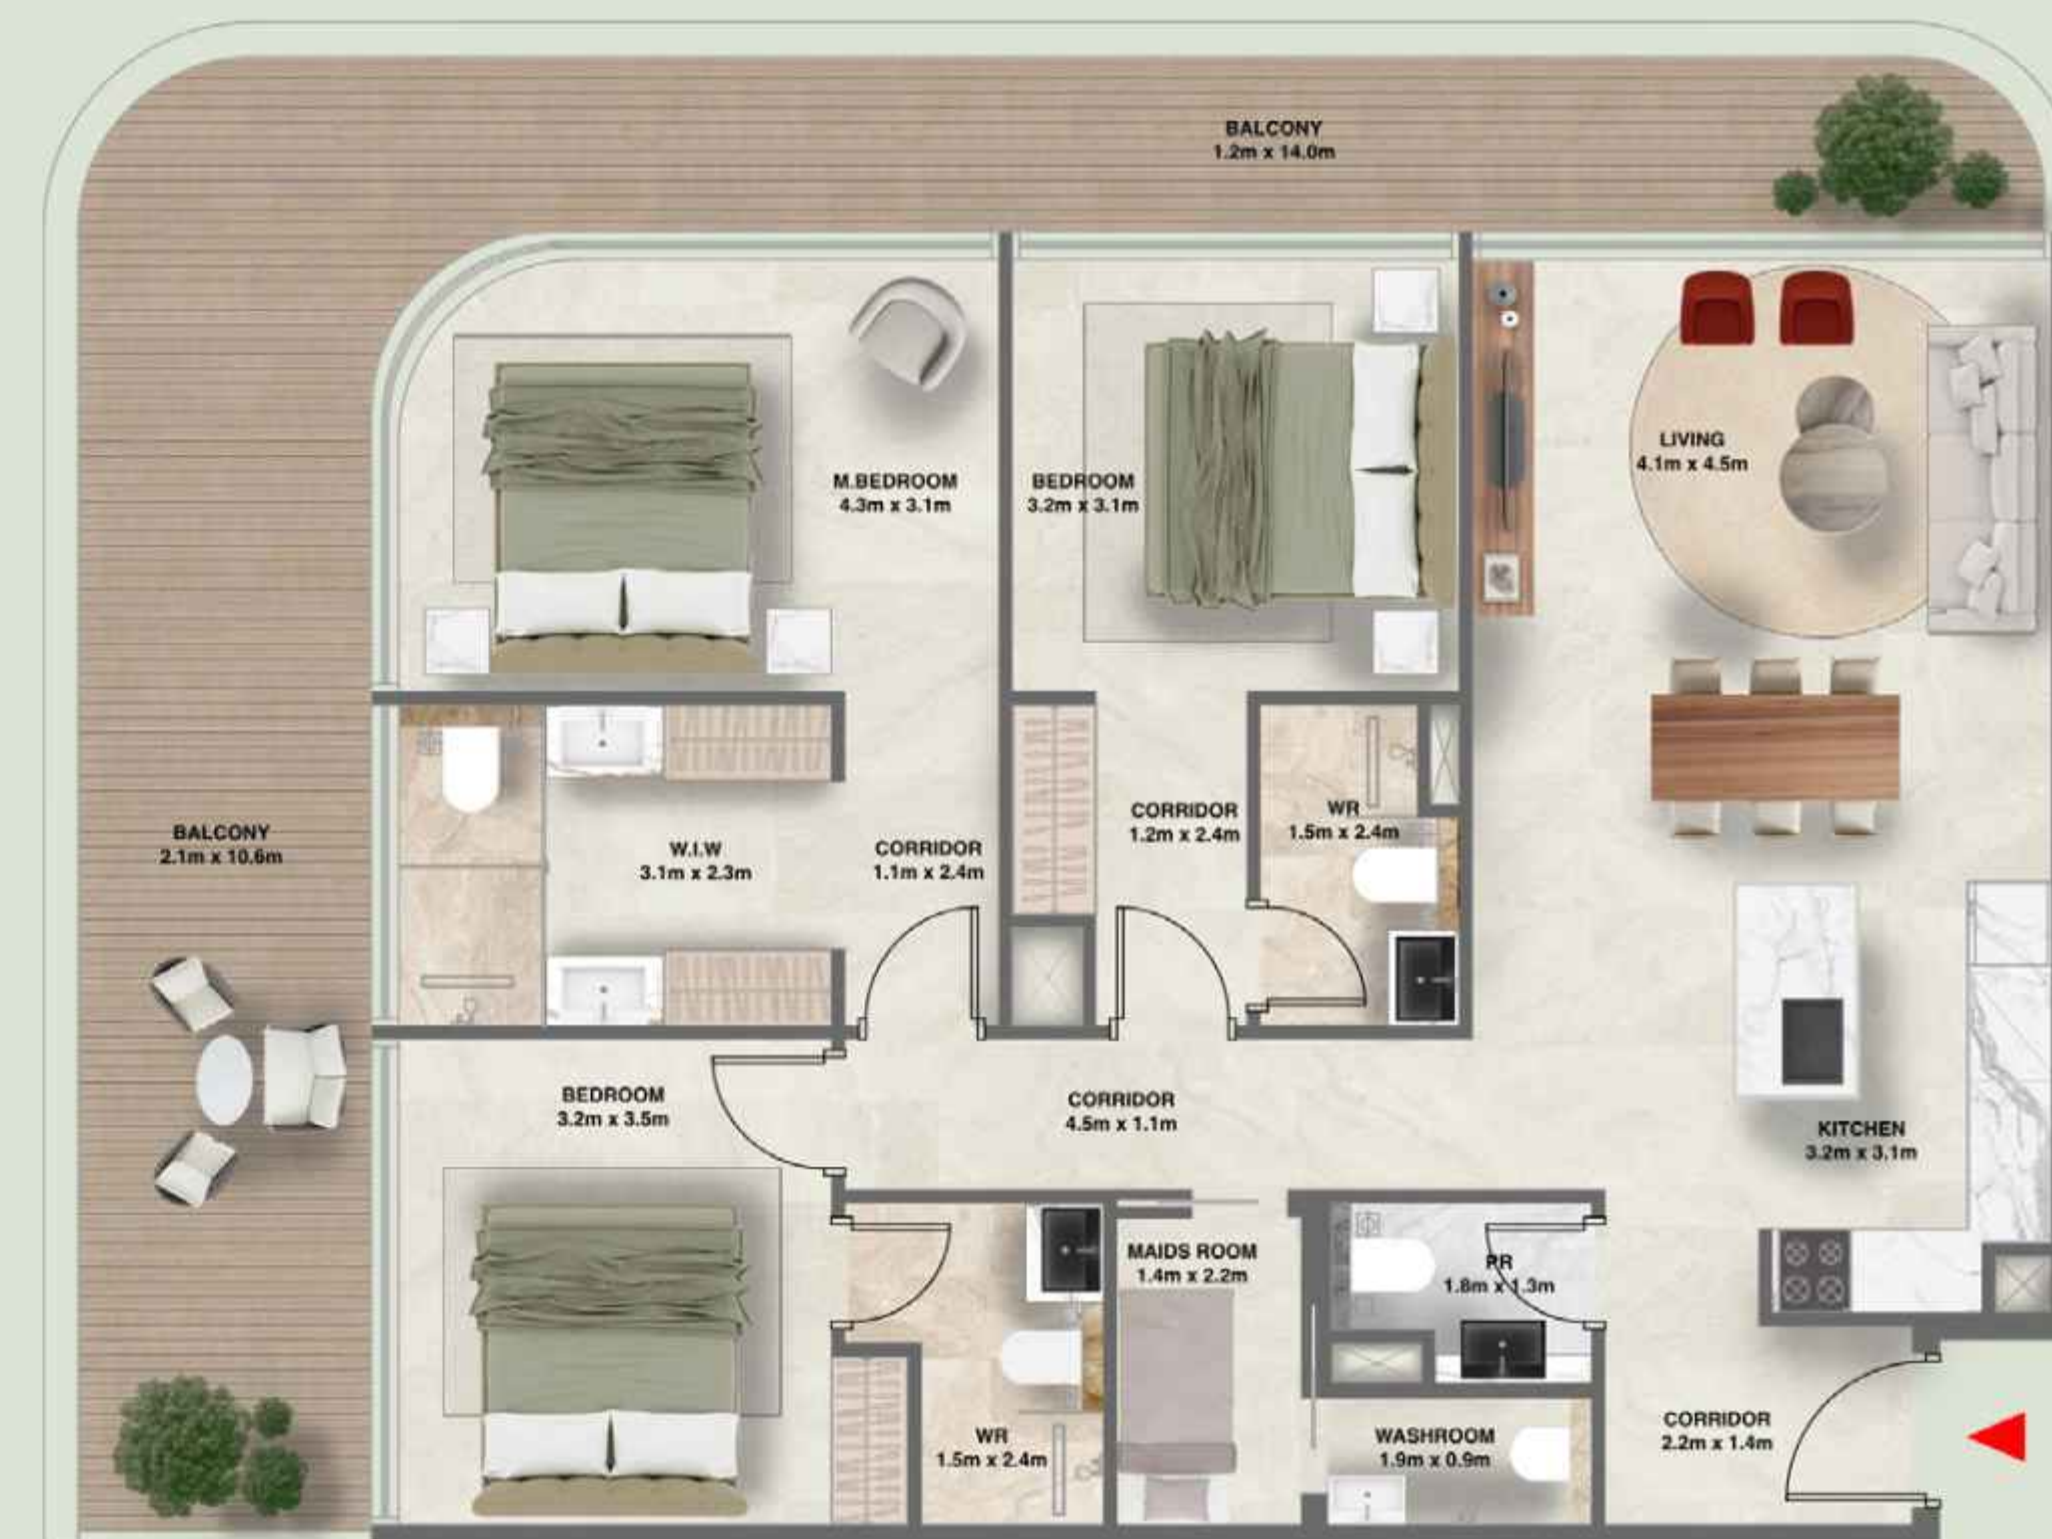 BALCONY
1.2m x 14.0m
M.BEDROOM
4.3m x 3.1m
BEDROOM
3.2m x 3.1m
LIVING
4.1m x 4.5m
BALCONY
2.1m x 10.6m
W.I.W
3.1m x 2.3m
CORRIDOR
1.1m x 2.4m
CORRIDOR
1.2m x 2.4m
WR
1.5m x 2.4m
BEDROOM
3.2m x 3.5m
CORRIDOR
4.5m x 1.1m
KITCHEN
3.2m x 3.1m
MAIDS ROOM
1.4m x 2.2m
PR
1.8m x 1.3m
WR
1.5m x 2.4m
WASHROOM
1.9m x 0.9m
CORRIDOR
2.2m x 1.4m